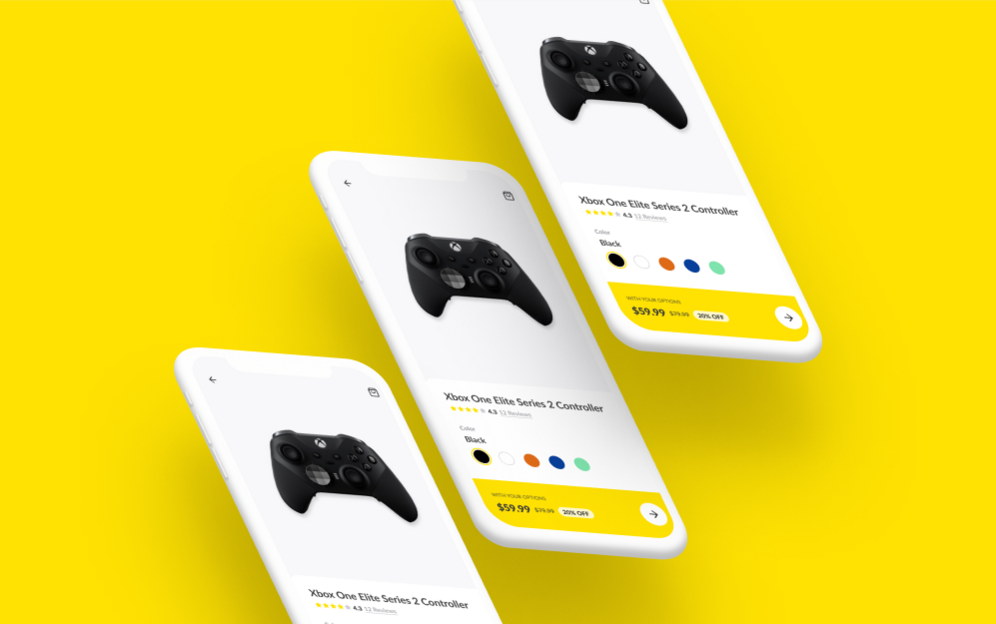 Xbox One Elite Series 2 Controller
4.3 12 Reviews
Color
Black
WITH YOUR OPTIONS
$59.99 $79.99 20% OFF
Xbox One Elite Series 2 Controller
4.3 12 Reviews
Color
Black
WITH YOUR OPTIONS
$59.99 $79.99 20% OFF
Xbox One Elite Series 2 Controller
4.3 12 Reviews